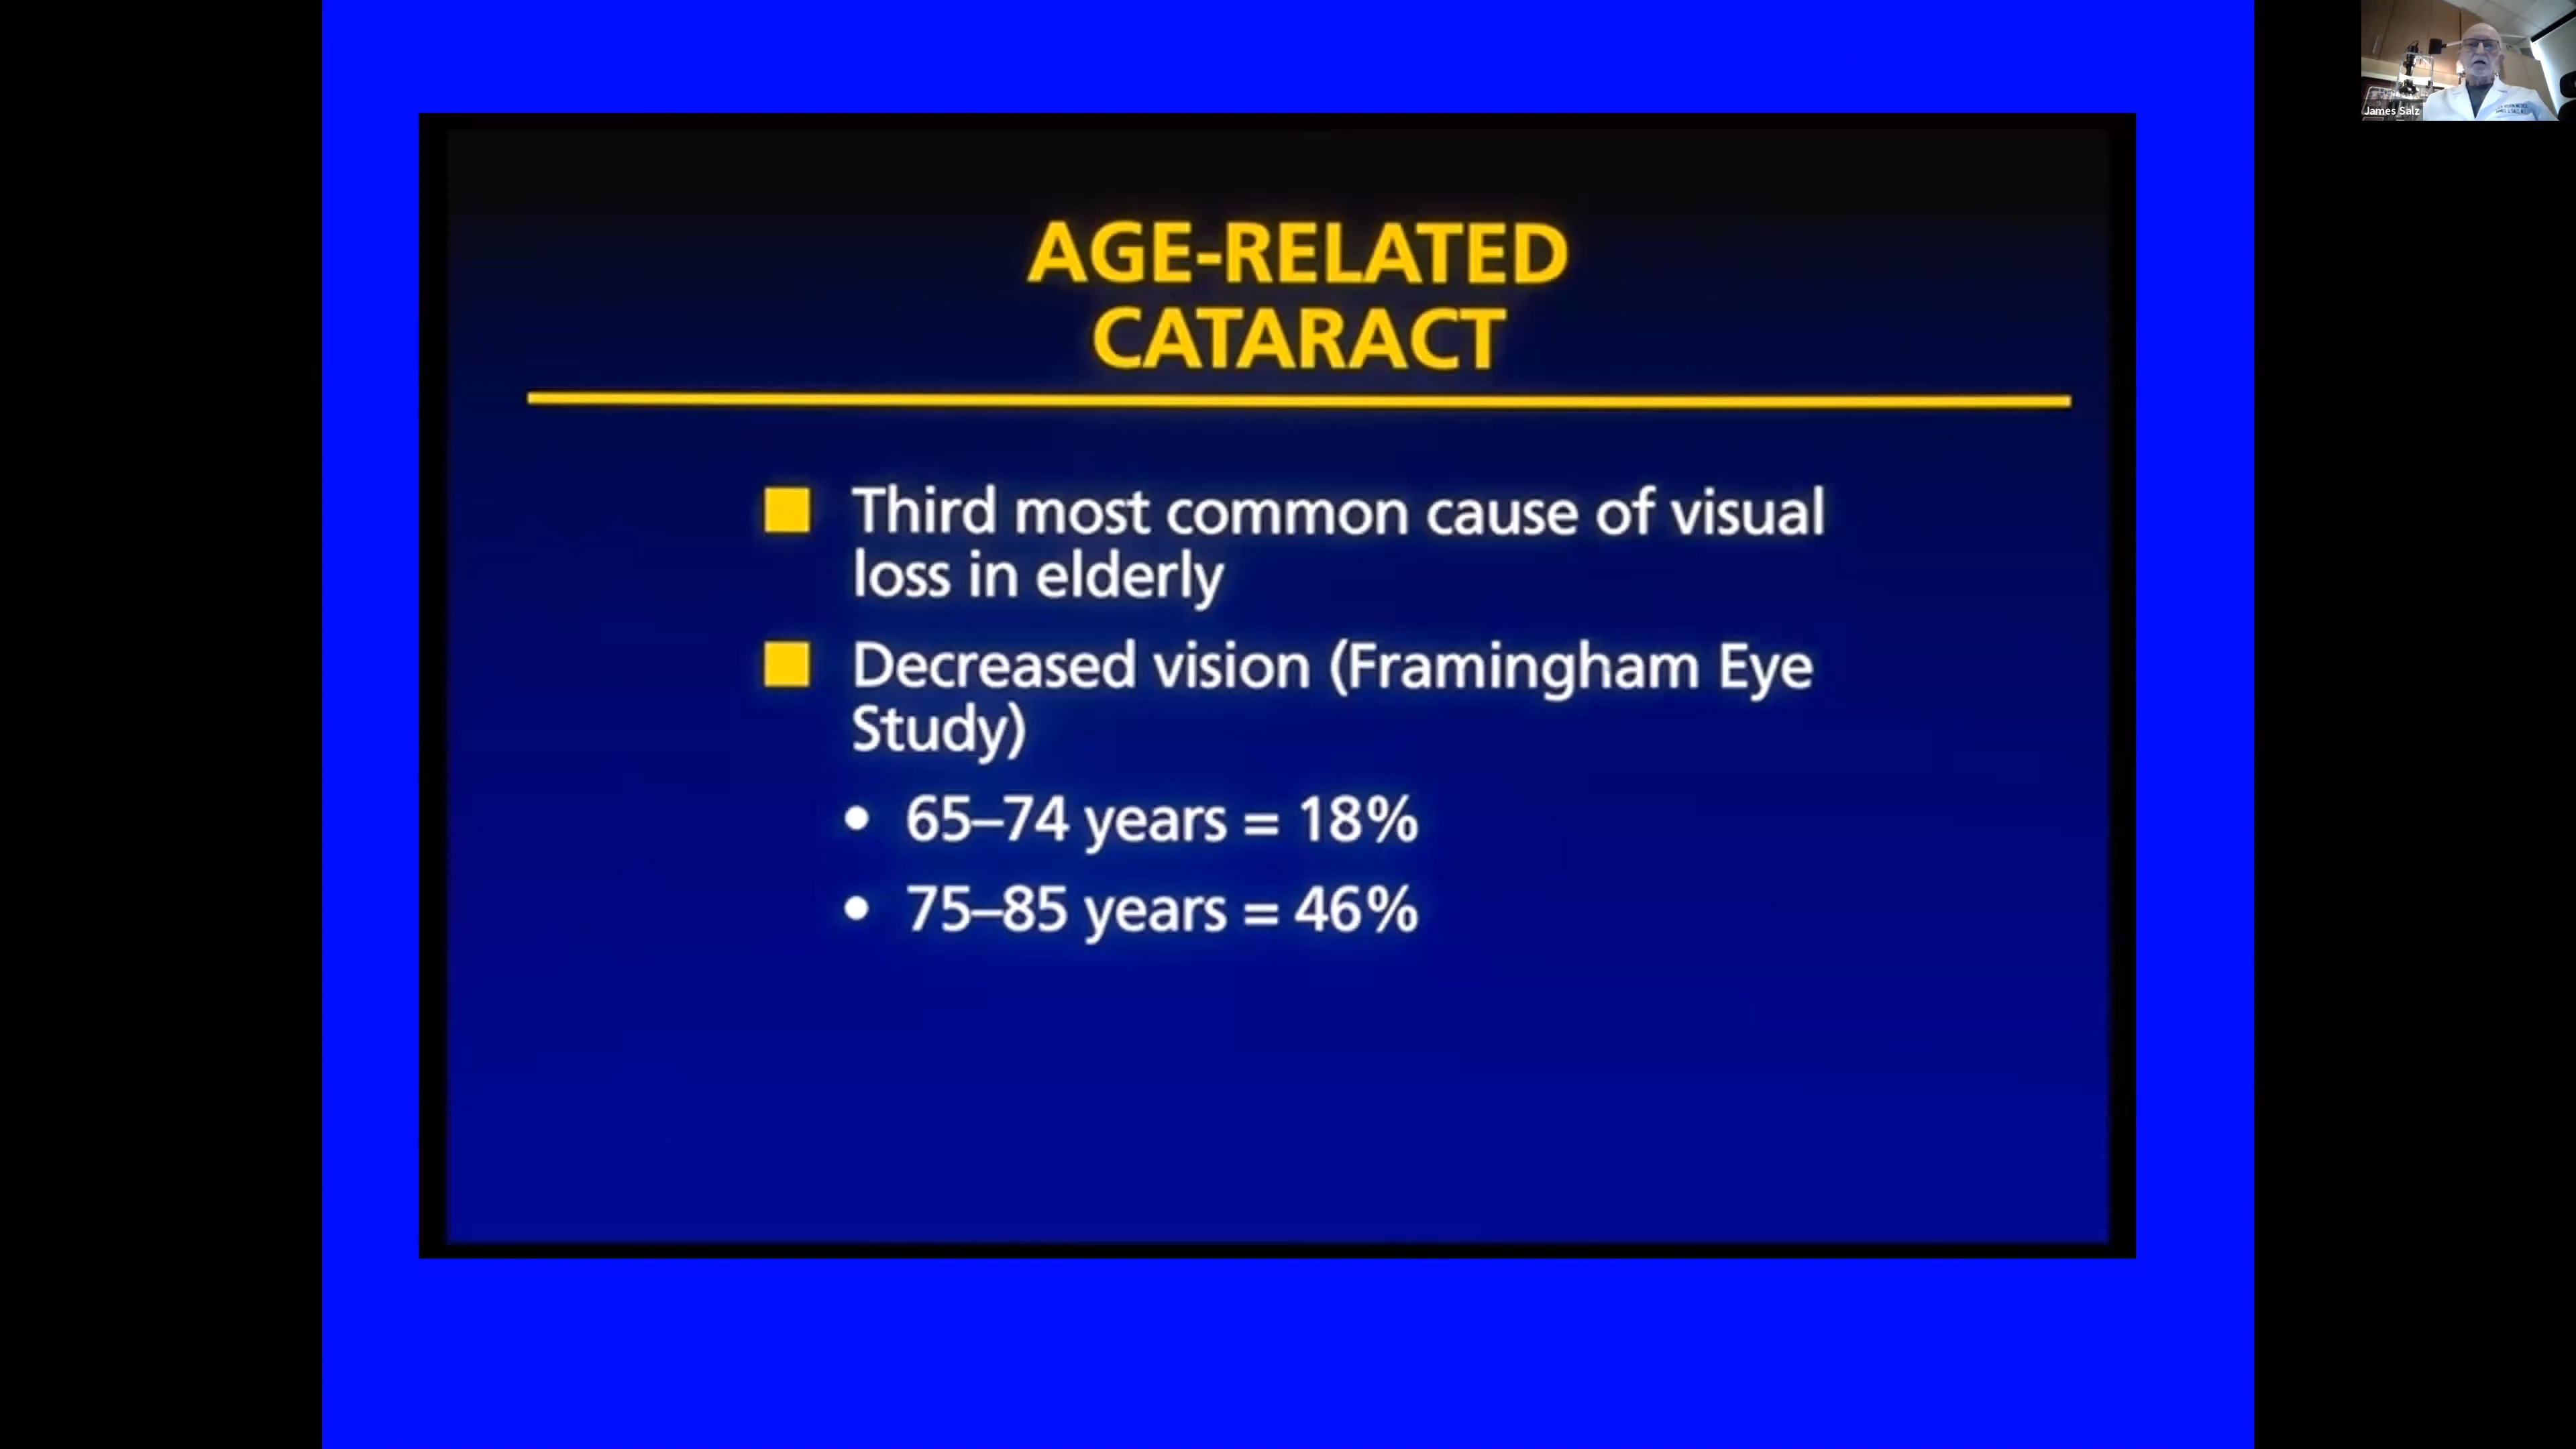 AGE-RELATED
CATARACT
Third most common cause of visual
loss in elderly
Decreased vision (Framingham Eye
Study)
• 65–74 years = 18%
• 75–85 years = 46%
James Salz